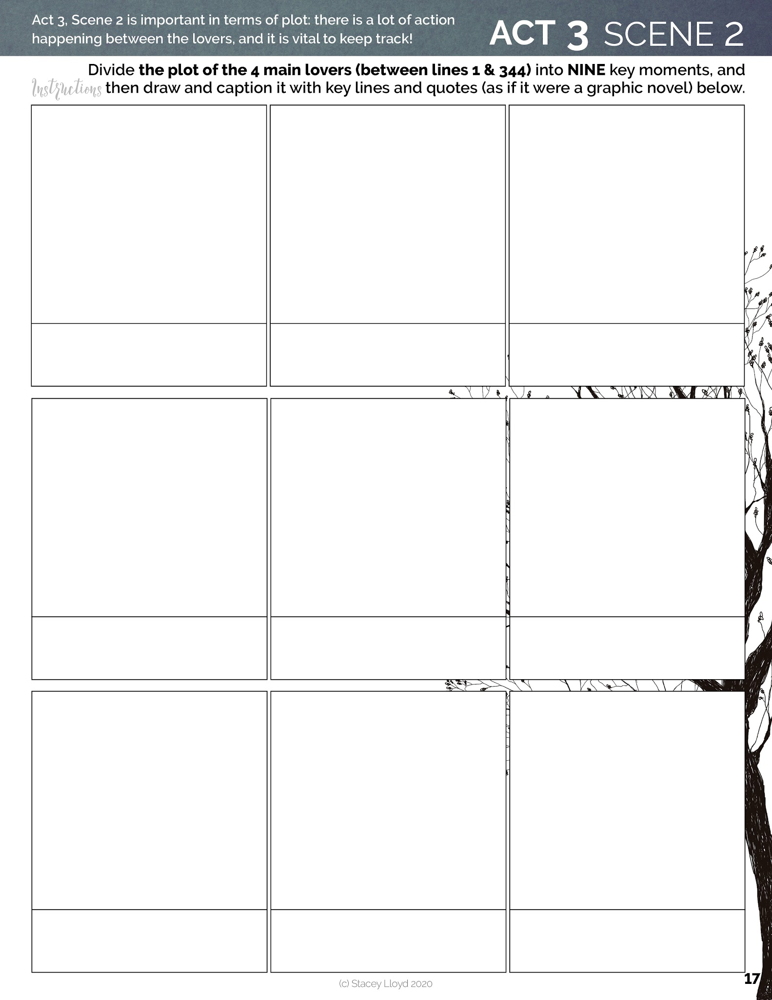 Act 3, Scene 2 is important in terms of plot: there is a lot of action
happening between the lovers, and it is vital to keep track!
ACT 3 SCENE 2
Divide the plot of the 4 main lovers (between lines 1 & 344) into NINE key moments, and
Instructions then draw and caption it with key lines and quotes (as if it were a graphic novel) below.
(c) Stacey Lloyd 2020
17